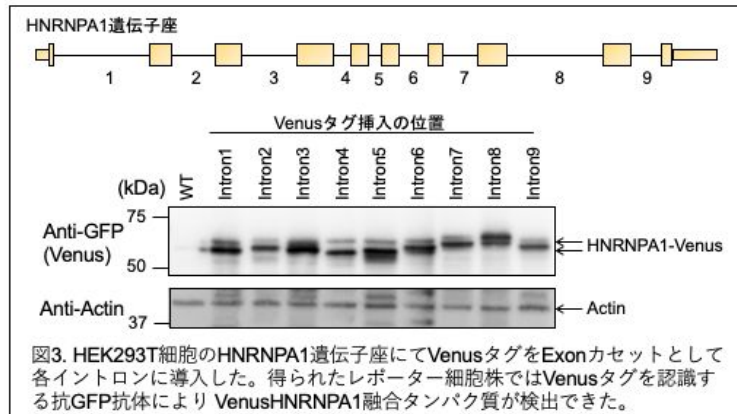 HNRNPA1遺伝子座
1 2 3 4 5 6 7 8 9
Venusタグ挿入の位置
(kDa) WT Intron1 Intron2 Intron3 Intron4 Intron5 Intron6 Intron7 Intron8 Intron9
75
Anti-GFP
(Venus)
HNRNPA1-Venus
50
Anti-Actin
Actin
37
図3. HEK293T細胞のHNRNPA1遺伝子座にてVenusタグをExonカセットとして
各イントロンに導入した。得られたレポーター細胞株ではVenusタグを認識す
る抗GFP抗体により VenusHNRNPA1融合タンパク質が検出できた。